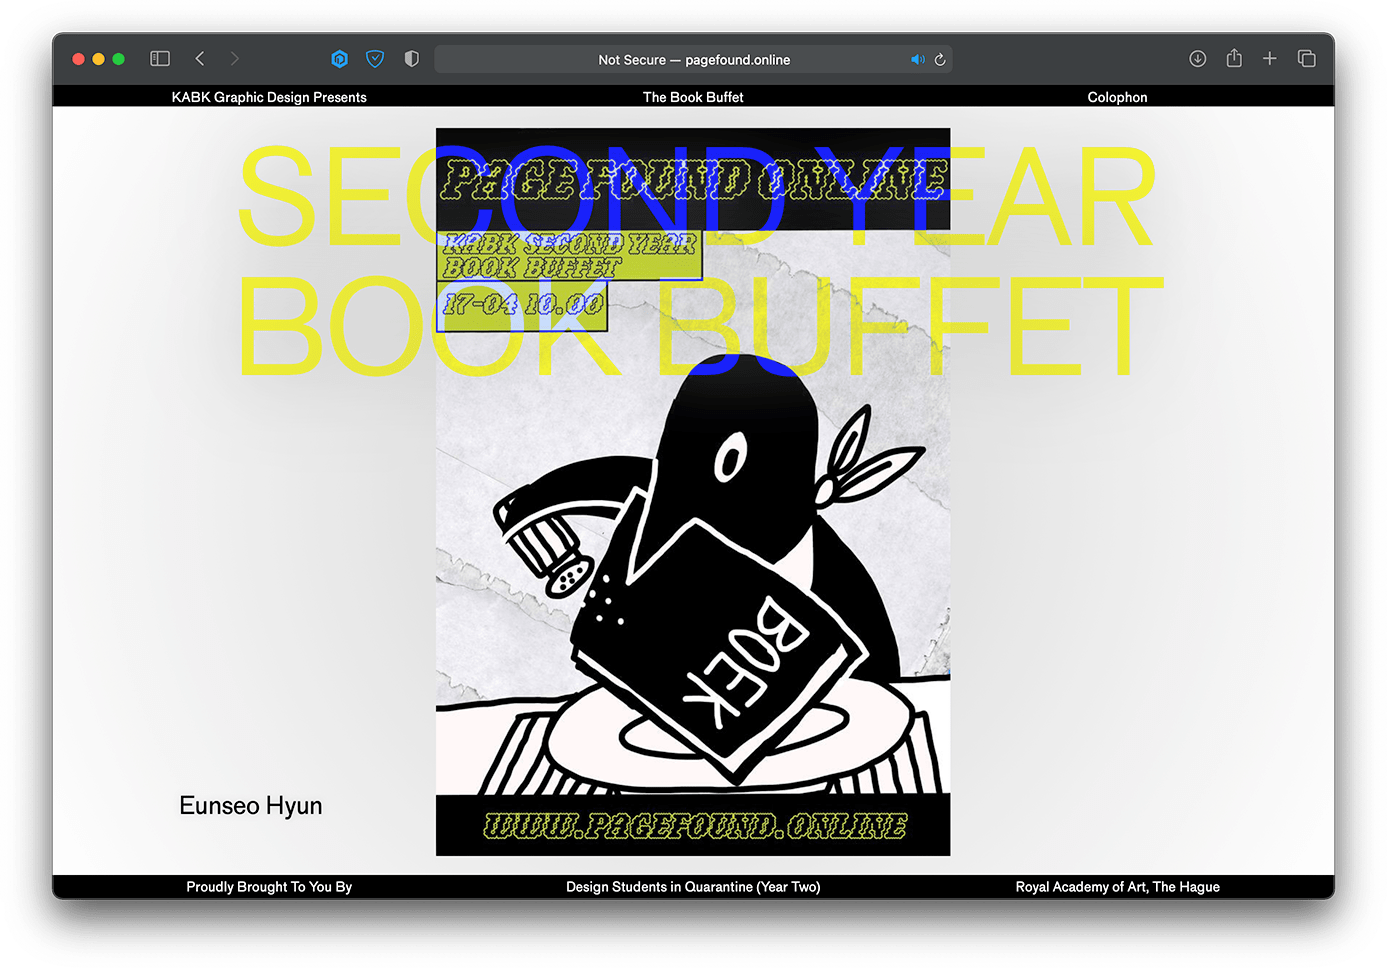 Not Secure — pagefound.online
KABK Graphic Design Presents
The Book Buffet
Colophon
SECOND YEAR
BOOK BUFFET
PAGE FOUND ONLINE
KABK SECOND YEAR
BOOK BUFFET
17-04 10.00
BOEK
WWW.PAGEFOUND.ONLINE
Eunseo Hyun
Proudly Brought To You By
Design Students in Quarantine (Year Two)
Royal Academy of Art, The Hague